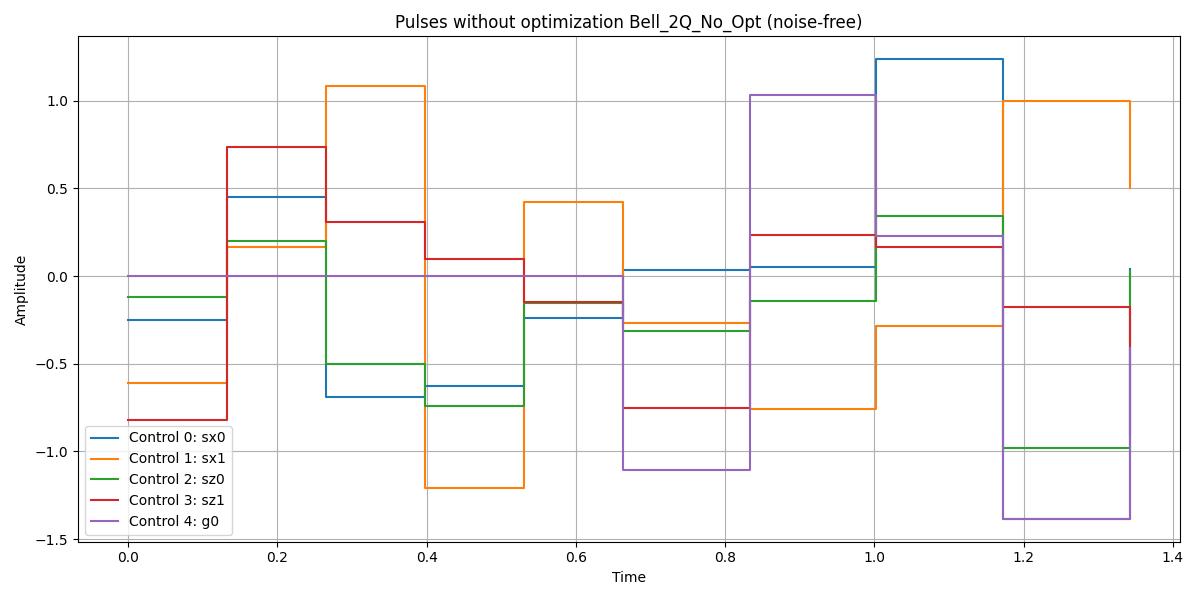 Pulses without optimization Bell_2Q_No_Opt (noise-free)
Amplitude
1.0
0.5
0.0
−0.5
−1.0
−1.5
Control 0: sx0
Control 1: sx1
Control 2: sz0
Control 3: sz1
Control 4: g0
0.0 0.2 0.4 0.6 0.8 1.0 1.2 1.4
Time